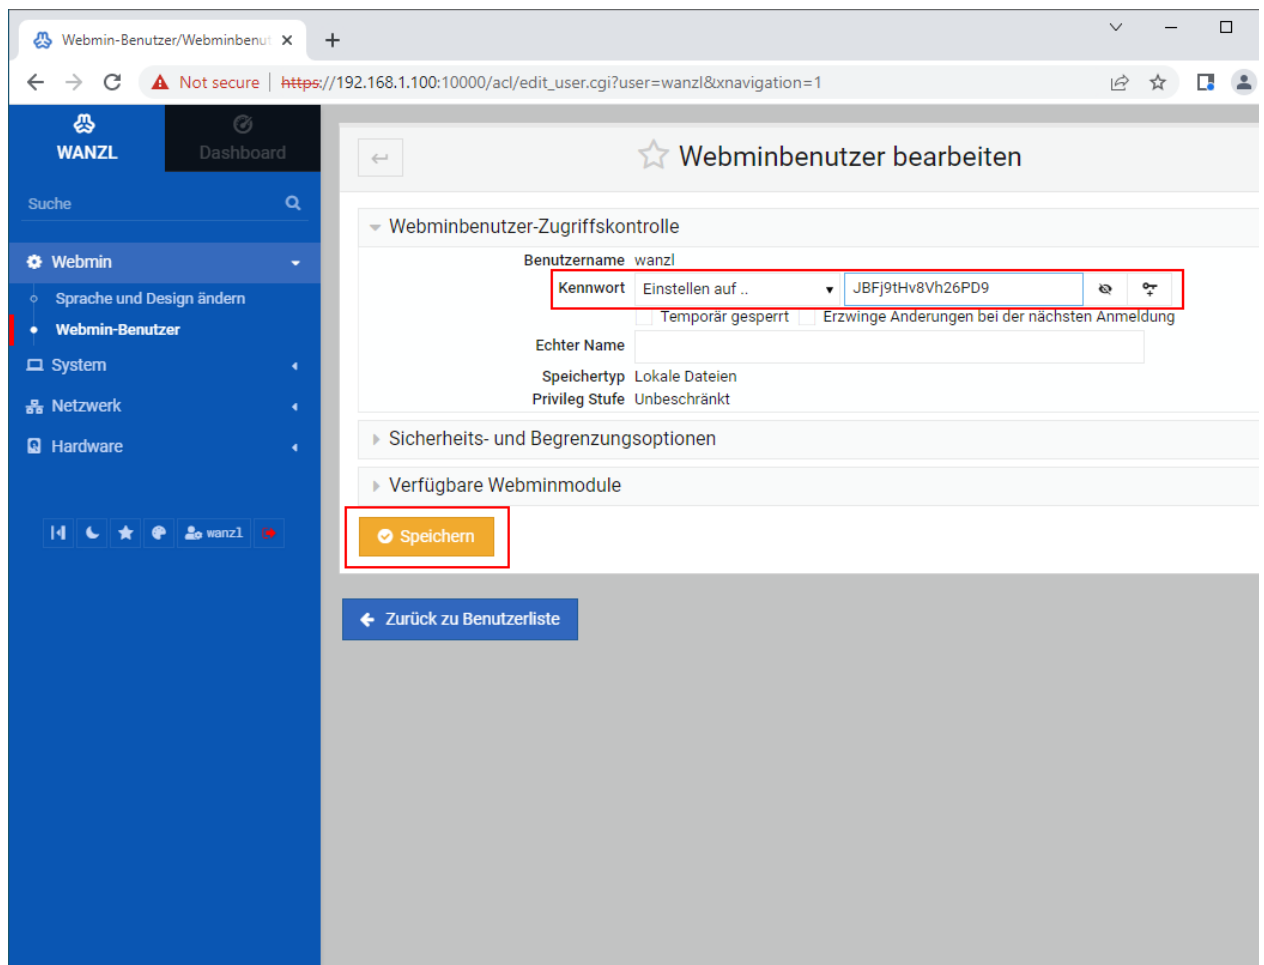 Webmin-Benutzer/Webminbenut
Not secure | https://192.168.1.100:10000/acl/edit_user.cgi?user=wanzl&xnavigation=1
WANZL
Dashboard
Suche
Webmin
Sprache und Design ändern
Webmin-Benutzer
System
Netzwerk
Hardware
wanzl
Webminbenutzer bearbeiten
Webminbenutzer-Zugriffskontrolle
Benutzername wanzl
Kennwort Einstellen auf .. JBFj9tHv8Vh26PD9
Temporär gesperrt Erzwinge Änderungen bei der nächsten Anmeldung
Echter Name
Speichertyp Lokale Dateien
Privileg Stufe Unbeschränkt
Sicherheits- und Begrenzungsoptionen
Verfügbare Webminmodule
Speichern
Zurück zu Benutzerliste